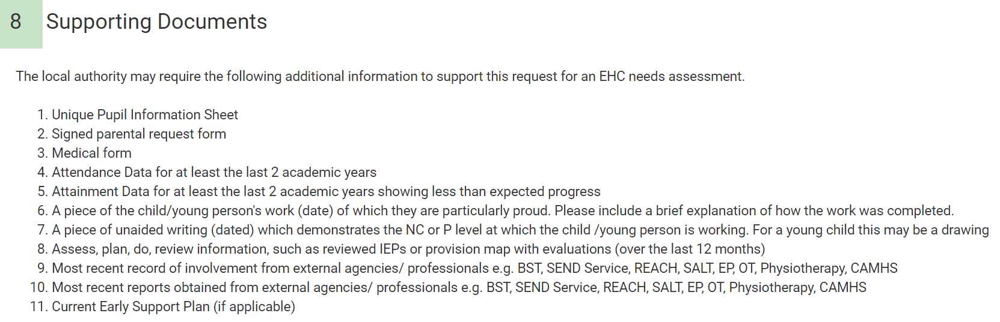 8 Supporting Documents
The local authority may require the following additional information to support this request for an EHC needs assessment.
1. Unique Pupil Information Sheet
2. Signed parental request form
3. Medical form
4. Attendance Data for at least the last 2 academic years
5. Attainment Data for at least the last 2 academic years showing less than expected progress
6. A piece of the child/young person's work (date) of which they are particularly proud. Please include a brief explanation of how the work was completed.
7. A piece of unaided writing (dated) which demonstrates the NC or P level at which the child /young person is working. For a young child this may be a drawing
8. Assess, plan, do, review information, such as reviewed IEPs or provision map with evaluations (over the last 12 months)
9. Most recent record of involvement from external agencies/ professionals e.g. BST, SEND Service, REACH, SALT, EP, OT, Physiotherapy, CAMHS
10. Most recent reports obtained from external agencies/ professionals e.g. BST, SEND Service, REACH, SALT, EP, OT, Physiotherapy, CAMHS
11. Current Early Support Plan (if applicable)